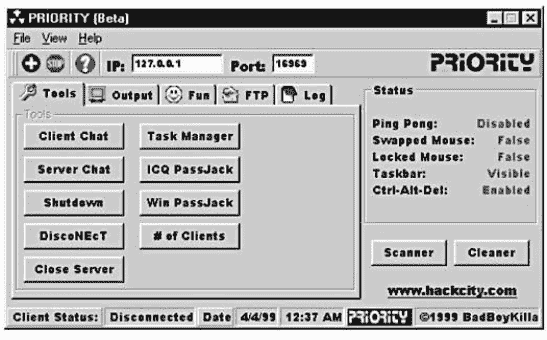 PRIORITY (Beta)
File View Help
IP: 127.0.0.1 Port: 16969 PRiORiTY
Tools Output Fun FTP Log
Tools
Client Chat Task Manager
Server Chat ICQ PassJack
Shutdown Win PassJack
DiscoNEcT # of Clients
Close Server
Status
Ping Pong: Disabled
Swapped Mouse: False
Locked Mouse: False
Taskbar: Visible
Ctrl-Alt-Del: Enabled
Scanner Cleaner
www.hackcity.com
Client Status: Disconnected Date 4/4/99 12:37 AM PRiORiTY ©1999 BadBoyKilla